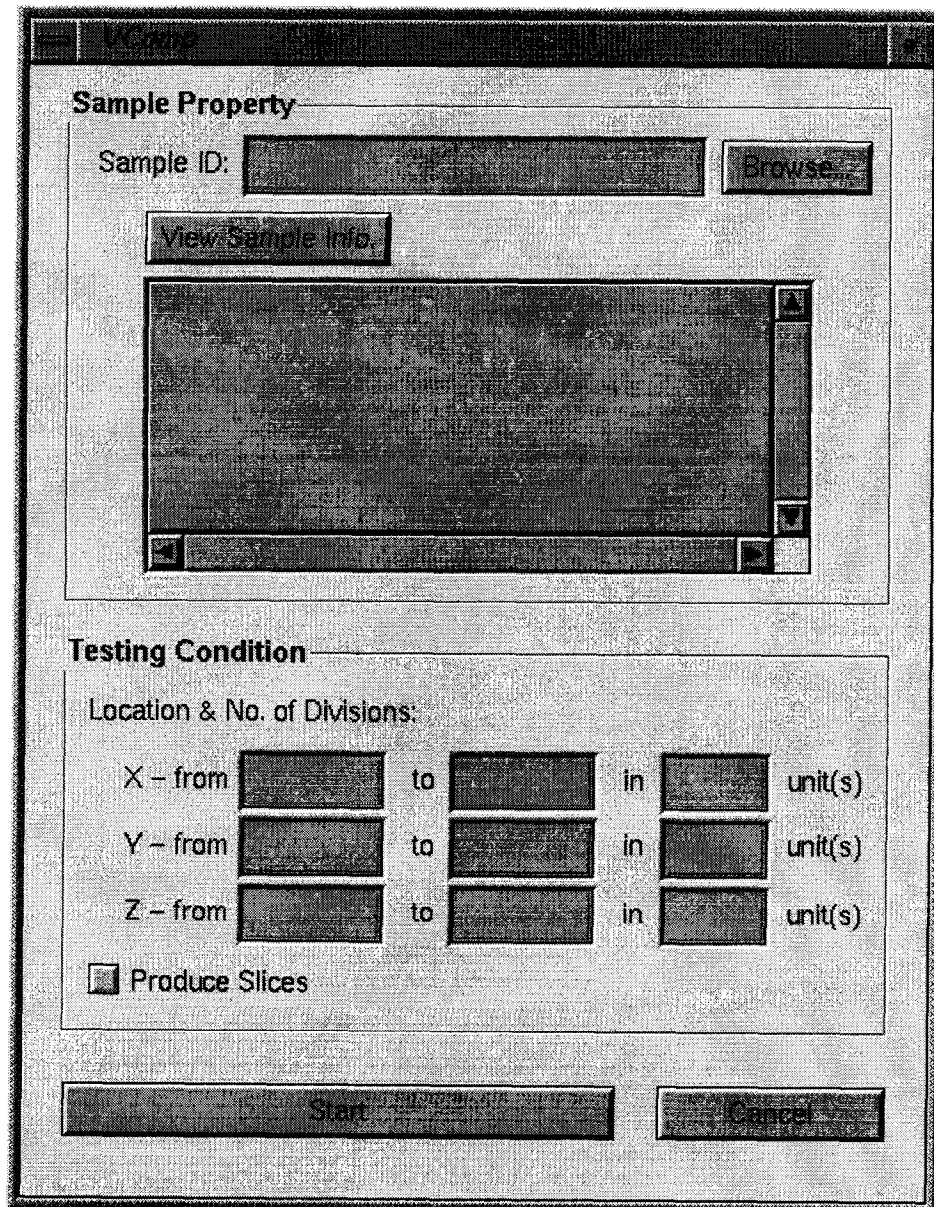 VComp
Sample Property
Sample ID:
Browse...
View Sample Info.
Testing Condition
Location & No. of Divisions:
X – from to in unit(s)
Y – from to in unit(s)
Z – from to in unit(s)
Produce Slices
Start Cancel